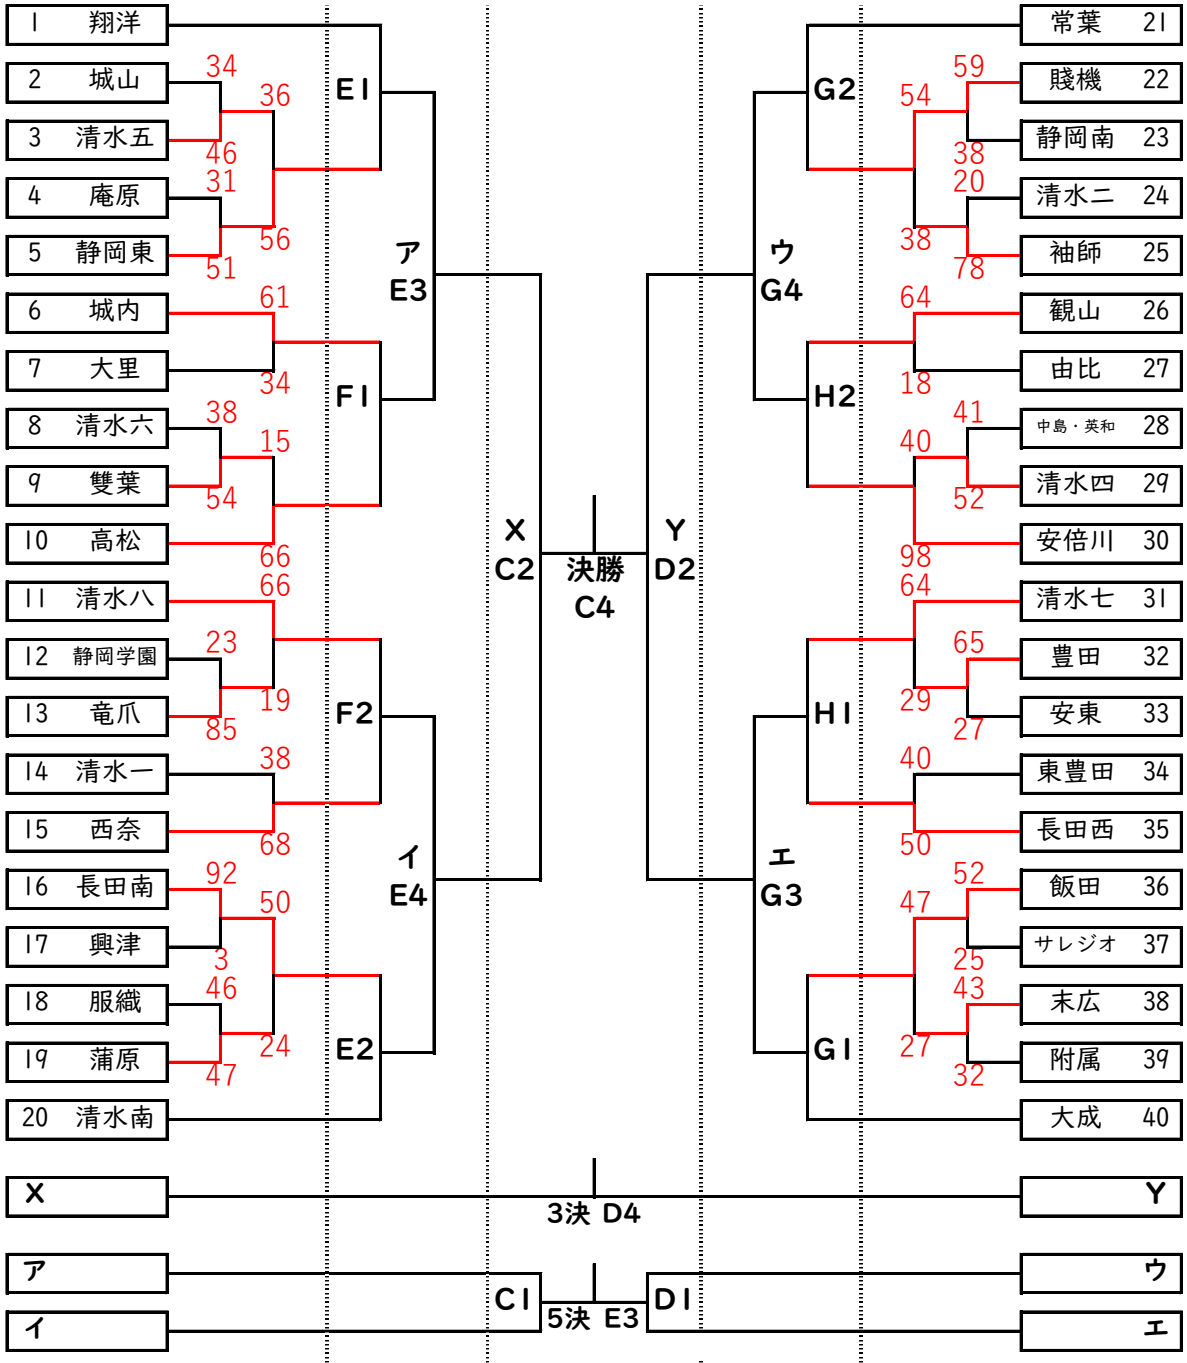 1 翔洋
2 城山
3 清水五
4 庵原
5 静岡東
6 城内
7 大里
8 清水六
9 雙葉
10 高松
11 清水八
12 静岡学園
13 竜爪
14 清水一
15 西奈
16 長田南
17 興津
18 服織
19 蒲原
20 清水南
34
46
31
51
38
54
23
85
92
3
46
47
36
56
61
34
15
66
66
19
38
68
50
24
E1
F1
F2
E2
ア
E3
イ
E4
X
C2
決勝
C4
Y
D2
ウ
G4
エ
G3
G2
H2
H1
G1
54
38
64
18
40
98
64
29
40
50
47
27
59
38
20
78
41
52
65
27
52
25
43
32
常葉 21
賤機 22
静岡南 23
清水二 24
袖師 25
観山 26
由比 27
中島・英和 28
清水四 29
安倍川 30
清水七 31
豊田 32
安東 33
東豊田 34
長田西 35
飯田 36
サレジオ 37
末広 38
附属 39
大成 40
X
3決 D4
Y
ア
イ
C1
5決 E3
D1
ウ
エ